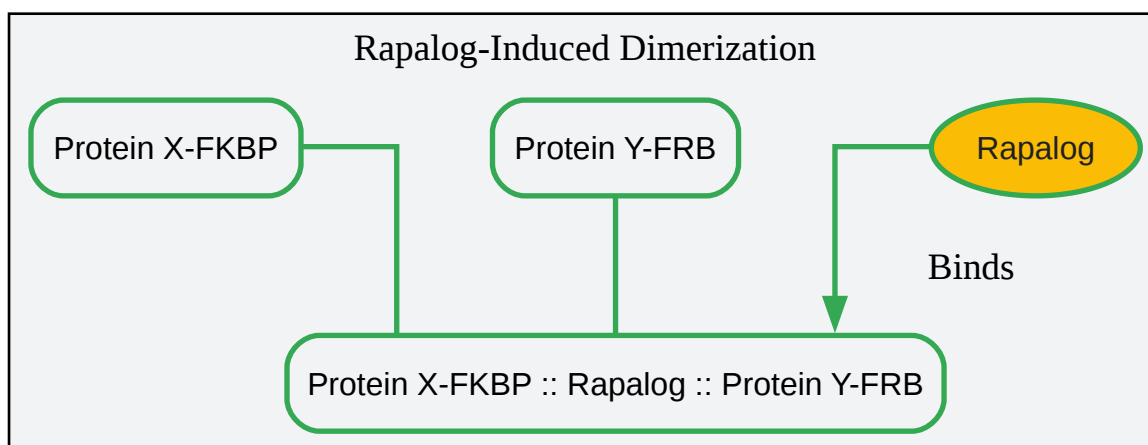 Rapalog-Induced Dimerization
Protein X-FKBP
Protein Y-FRB
Rapalog
Binds
Protein X-FKBP :: Rapalog :: Protein Y-FRB